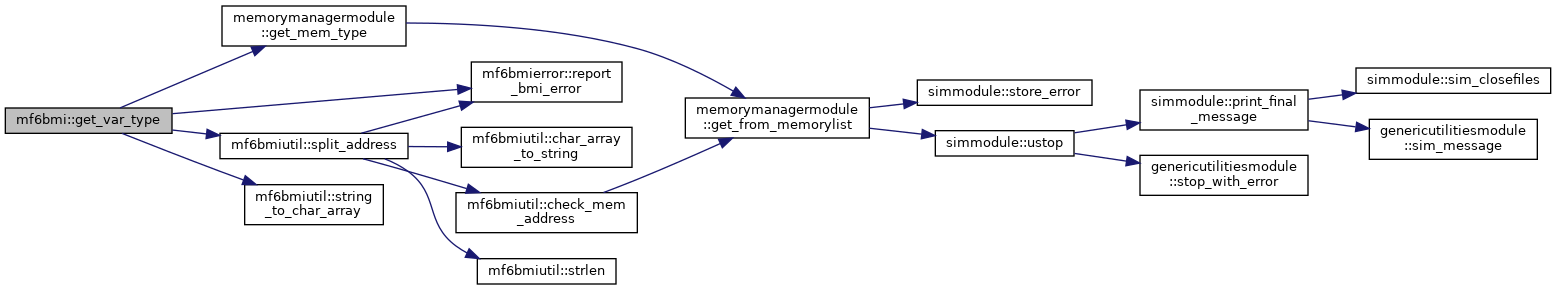 mf6bmi::get_var_type
memorymanagermodule
::get_mem_type
mf6bmierror::report
_bmi_error
mf6bmiutil::split_address
mf6bmiutil::string
_to_char_array
mf6bmiutil::char_array
_to_string
mf6bmiutil::check_mem
_address
mf6bmiutil::strlen
memorymanagermodule
::get_from_memorylist
simmodule::store_error
simmodule::ustop
simmodule::print_final
_message
genericutilitiesmodule
::stop_with_error
simmodule::sim_closefiles
genericutilitiesmodule
::sim_message